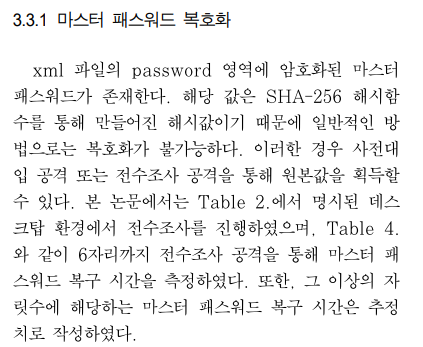 3.3.1 마스터 패스워드 복호화
xml 파일의 password 영역에 암호화된 마스터
패스워드가 존재한다. 해당 값은 SHA-256 해시함
수를 통해 만들어진 해시값이기 때문에 일반적인 방
법으로는 복호화가 불가능하다. 이러한 경우 사전대
입 공격 또는 전수조사 공격을 통해 원본값을 획득할
수 있다. 본 논문에서는 Table 2.에서 명시된 데스
크탑 환경에서 전수조사를 진행하였으며, Table 4.
와 같이 6자리까지 전수조사 공격을 통해 마스터 패
스워드 복구 시간을 측정하였다. 또한, 그 이상의 자
릿수에 해당하는 마스터 패스워드 복구 시간은 추정
치로 작성하였다.